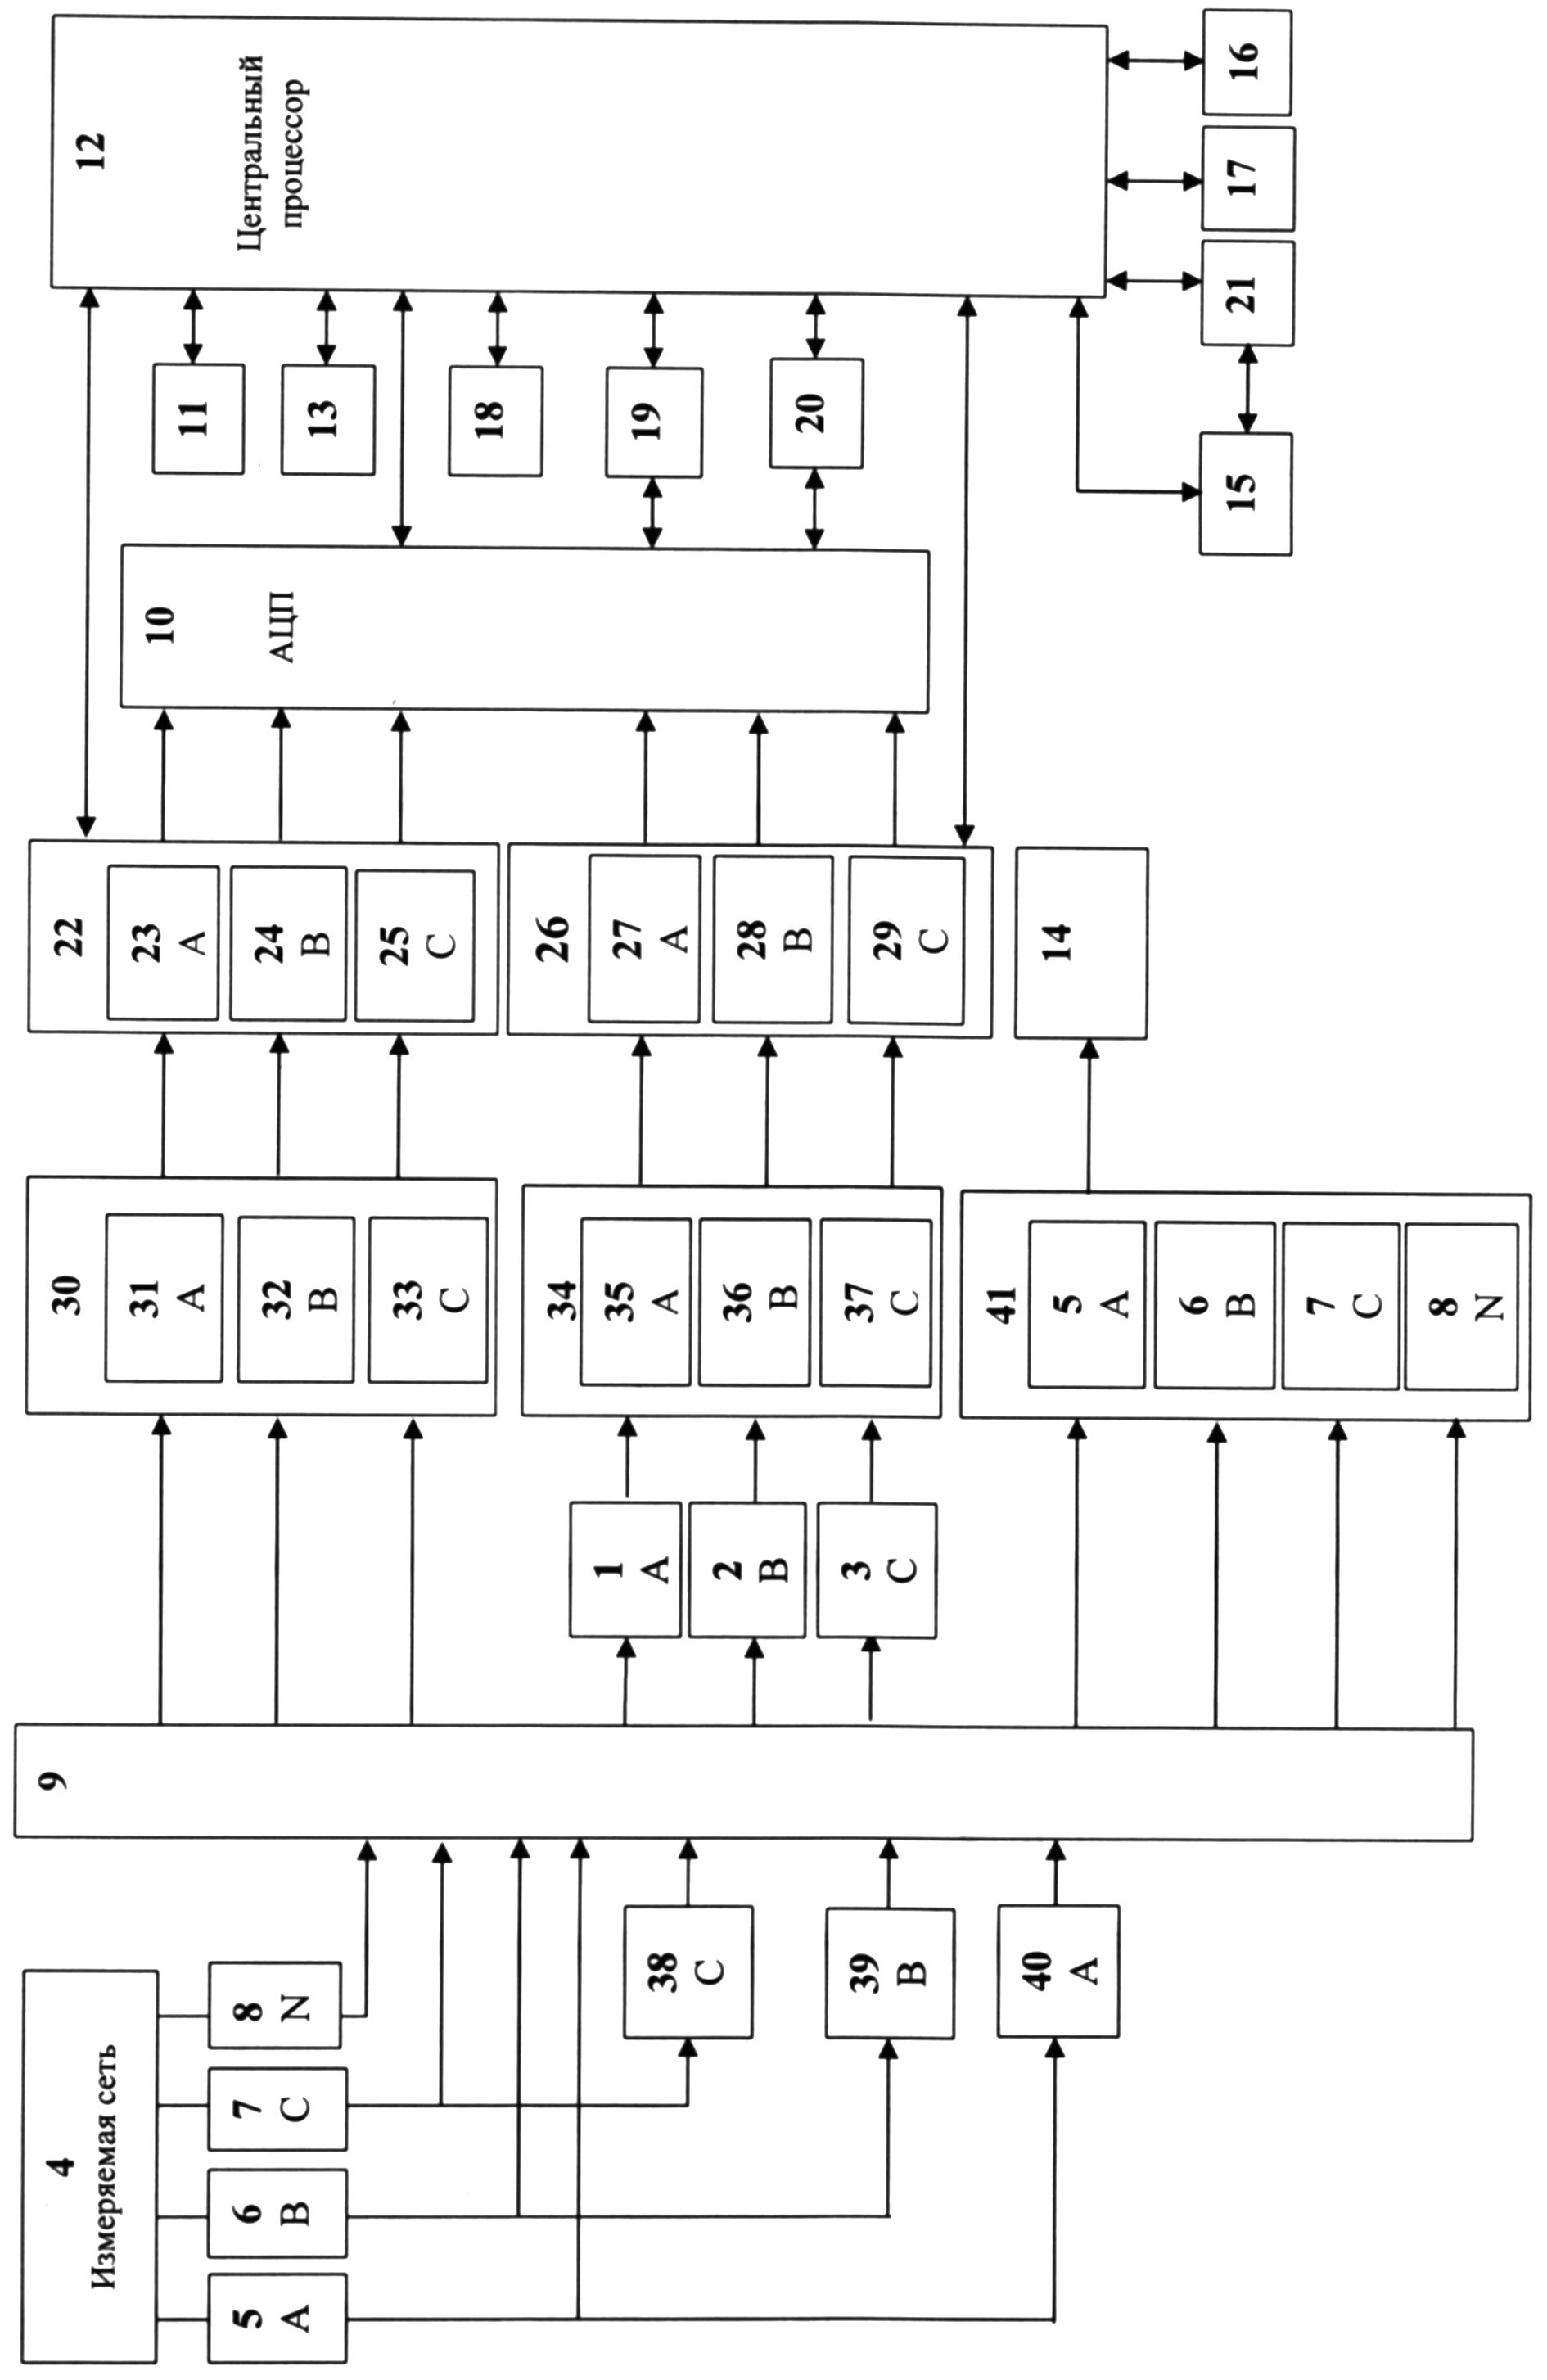 4
Измеряемая сеть
5
A
6
B
7
C
8
N
38
C
39
B
40
A
9
1
A
2
B
3
C
30
31
A
32
B
33
C
34
35
A
36
B
37
C
41
5
A
6
B
7
C
8
N
22
23
A
24
B
25
C
26
27
A
28
B
29
C
14
10
АЦП
11
13
18
19
20
12
Центральный
процессор
15
21
17
16